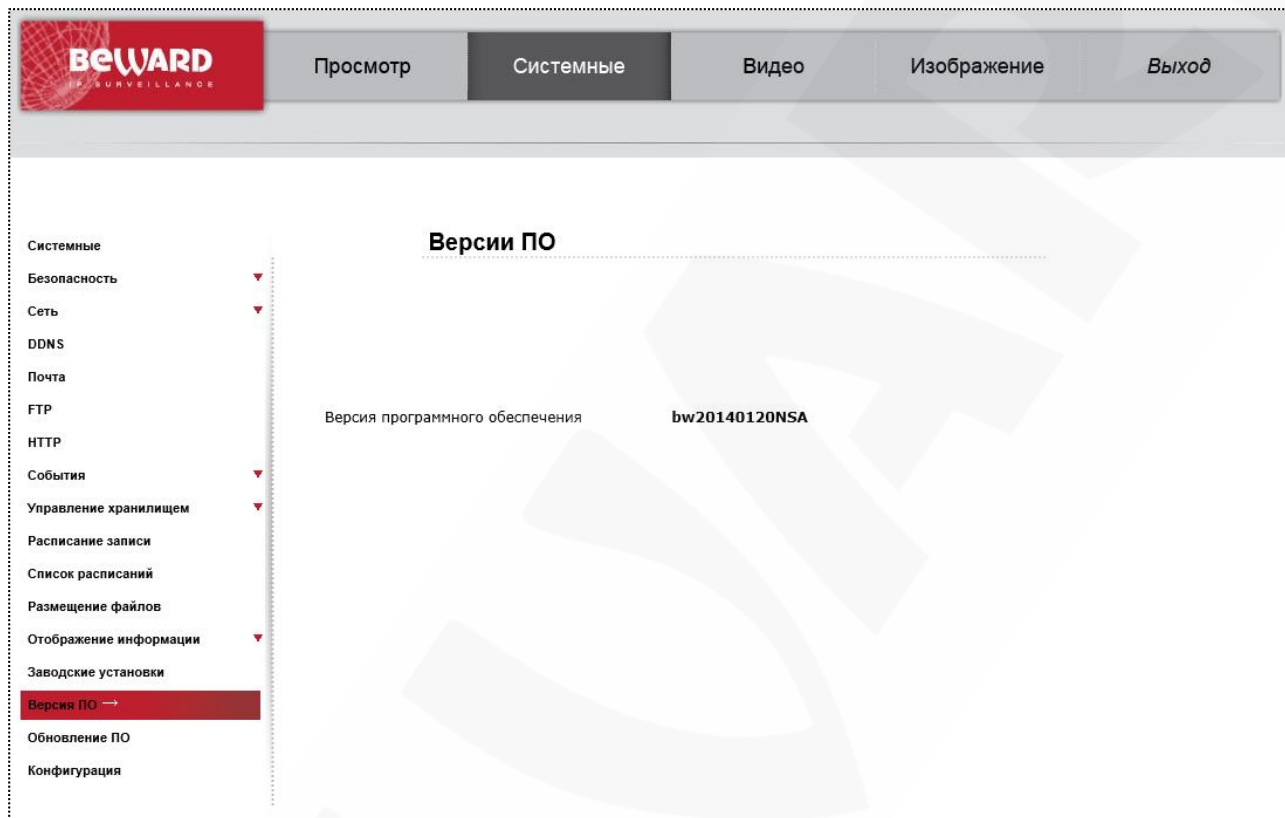 BEWARD
IP SURVEILLANCE
Просмотр
Системные
Видео
Изображение
Выход
Версии ПО
Системные
Безопасность
Сеть
DDNS
Почта
FTP
HTTP
События
Управление хранилищем
Расписание записи
Список расписаний
Размещение файлов
Отображение информации
Заводские установки
Версия ПО →
Обновление ПО
Конфигурация
Версия программного обеспечения bw20140120NSA